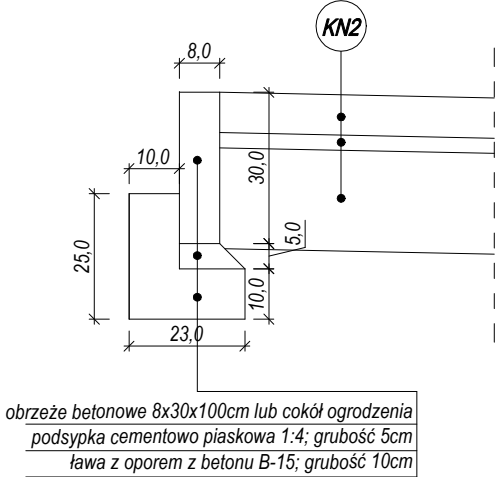 KN2
8,0
10,0
30,0
25,0
5,0
10,0
23,0
obrzeże betonowe 8x30x100cm lub cokół ogrodzenia
podsypka cementowo piaskowa 1:4; grubość 5cm
ława z oporem z betonu B-15; grubość 10cm